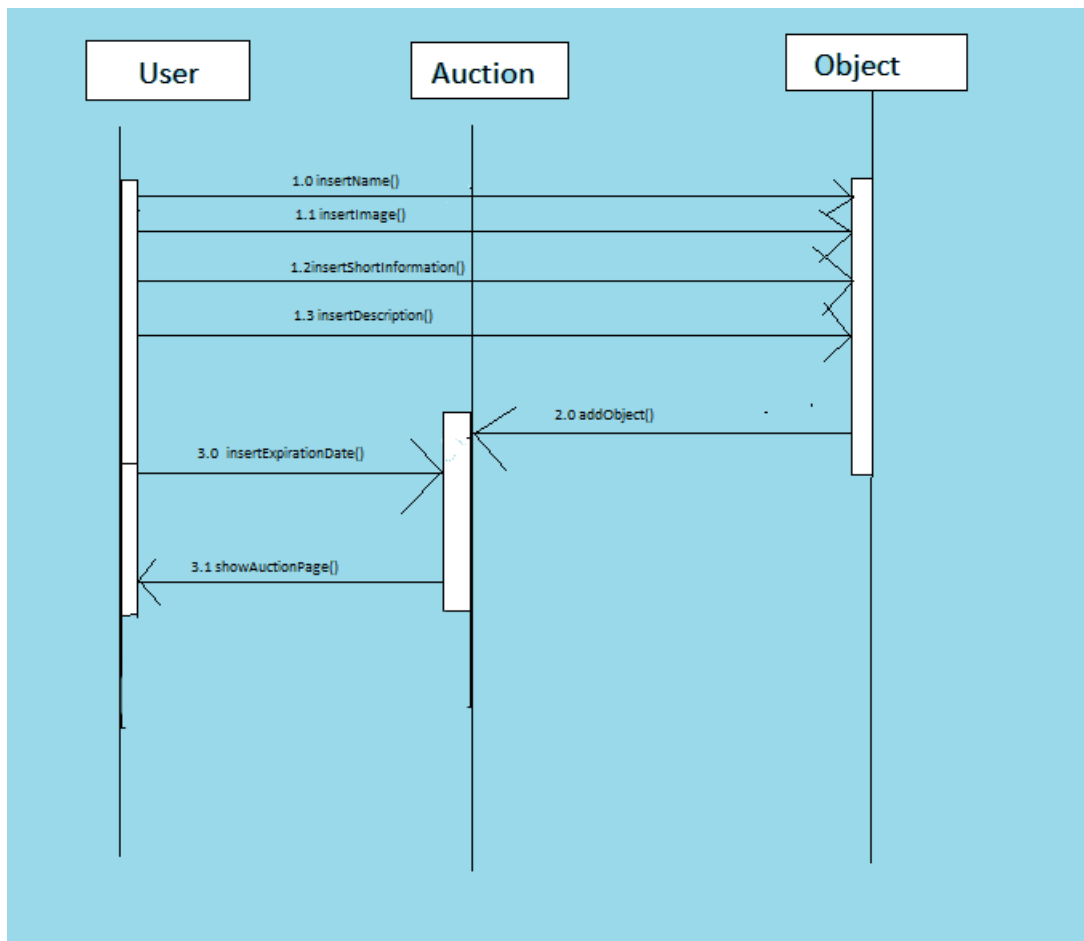 User
Auction
Object
1.0 insertName()
1.1 insertImage()
1.2insertShortInformation()
1.3 insertDescription()
2.0 addObject()
3.0  insertExpirationDate()
3.1 showAuctionPage()